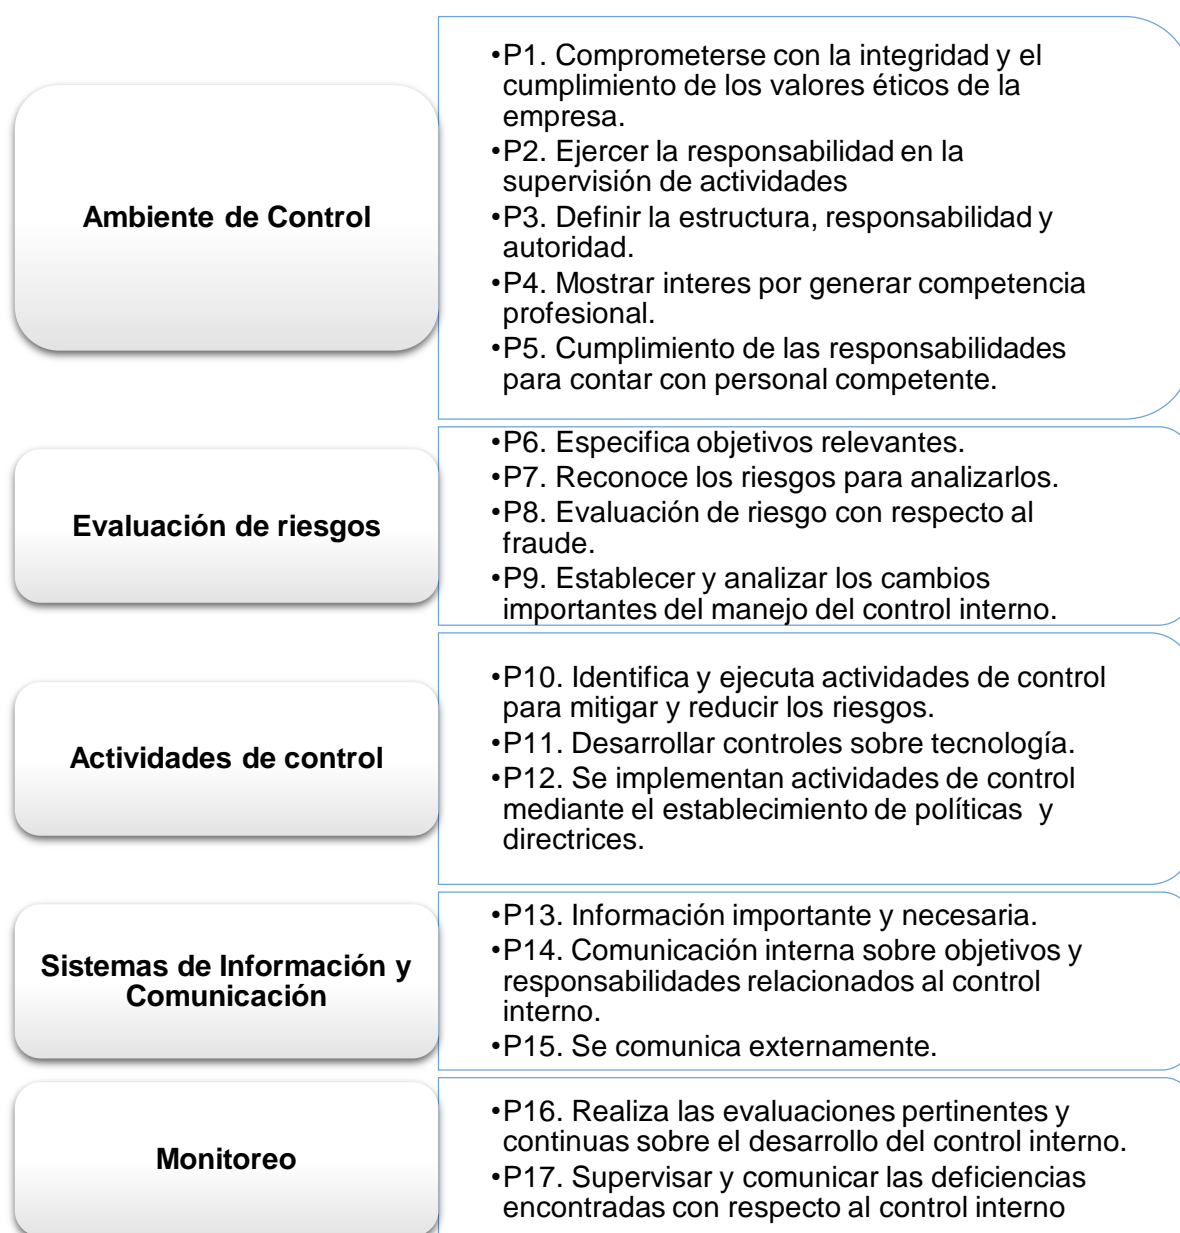 Ambiente de Control
•P1. Comprometerse con la integridad y el
cumplimiento de los valores éticos de la
empresa.
•P2. Ejercer la responsabilidad en la
supervisión de actividades
•P3. Definir la estructura, responsabilidad y
autoridad.
•P4. Mostrar interes por generar competencia
profesional.
•P5. Cumplimiento de las responsabilidades
para contar con personal competente.
Evaluación de riesgos
•P6. Especifica objetivos relevantes.
•P7. Reconoce los riesgos para analizarlos.
•P8. Evaluación de riesgo con respecto al
fraude.
•P9. Establecer y analizar los cambios
importantes del manejo del control interno.
Actividades de control
•P10. Identifica y ejecuta actividades de control
para mitigar y reducir los riesgos.
•P11. Desarrollar controles sobre tecnología.
•P12. Se implementan actividades de control
mediante el establecimiento de políticas  y
directrices.
Sistemas de Información y
Comunicación
•P13. Información importante y necesaria.
•P14. Comunicación interna sobre objetivos y
responsabilidades relacionados al control
interno.
•P15. Se comunica externamente.
Monitoreo
•P16. Realiza las evaluaciones pertinentes y
continuas sobre el desarrollo del control interno.
•P17. Supervisar y comunicar las deficiencias
encontradas con respecto al control interno